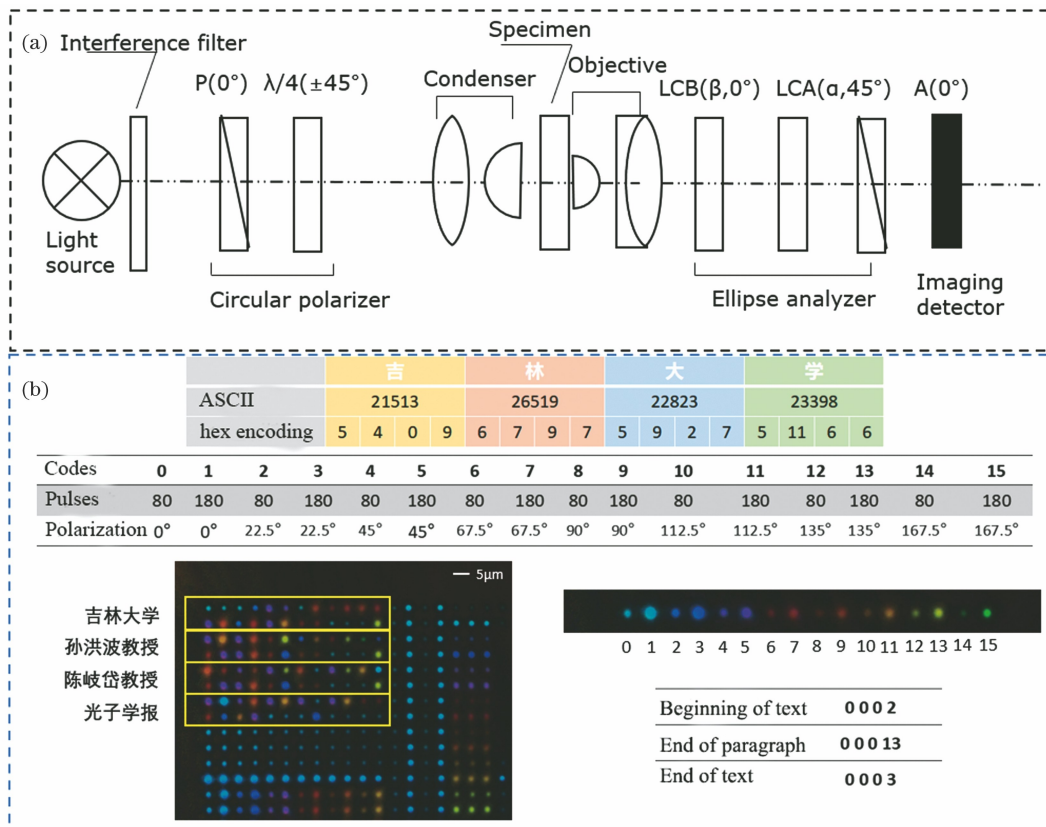 (a)
Interference filter
P(0°) λ/4(±45°)
Condenser
Specimen
Objective
LCB(β,0°) LCA(ɑ,45°) A(0°)
Light
source
Circular polarizer
Ellipse analyzer
Imaging
detector
(b)
吉 林 大 学
ASCII 21513 26519 22823 23398
hex encoding 5 4 0 9 6 7 9 7 5 9 2 7 5 11 6 6
Codes 0 1 2 3 4 5 6 7 8 9 10 11 12 13 14 15
Pulses 80 180 80 180 80 180 80 180 80 180 80 180 80 180 80 180
Polarization 0° 0° 22.5° 22.5° 45° 45° 67.5° 67.5° 90° 90° 112.5° 112.5° 135° 135° 167.5° 167.5°
5μm
吉林大学
孙洪波教授
陈岐岱教授
光子学报
0 1 2 3 4 5 6 7 8 9 10 11 12 13 14 15
Beginning of text 0 0 0 2
End of paragraph 0 0 0 13
End of text 0 0 0 3